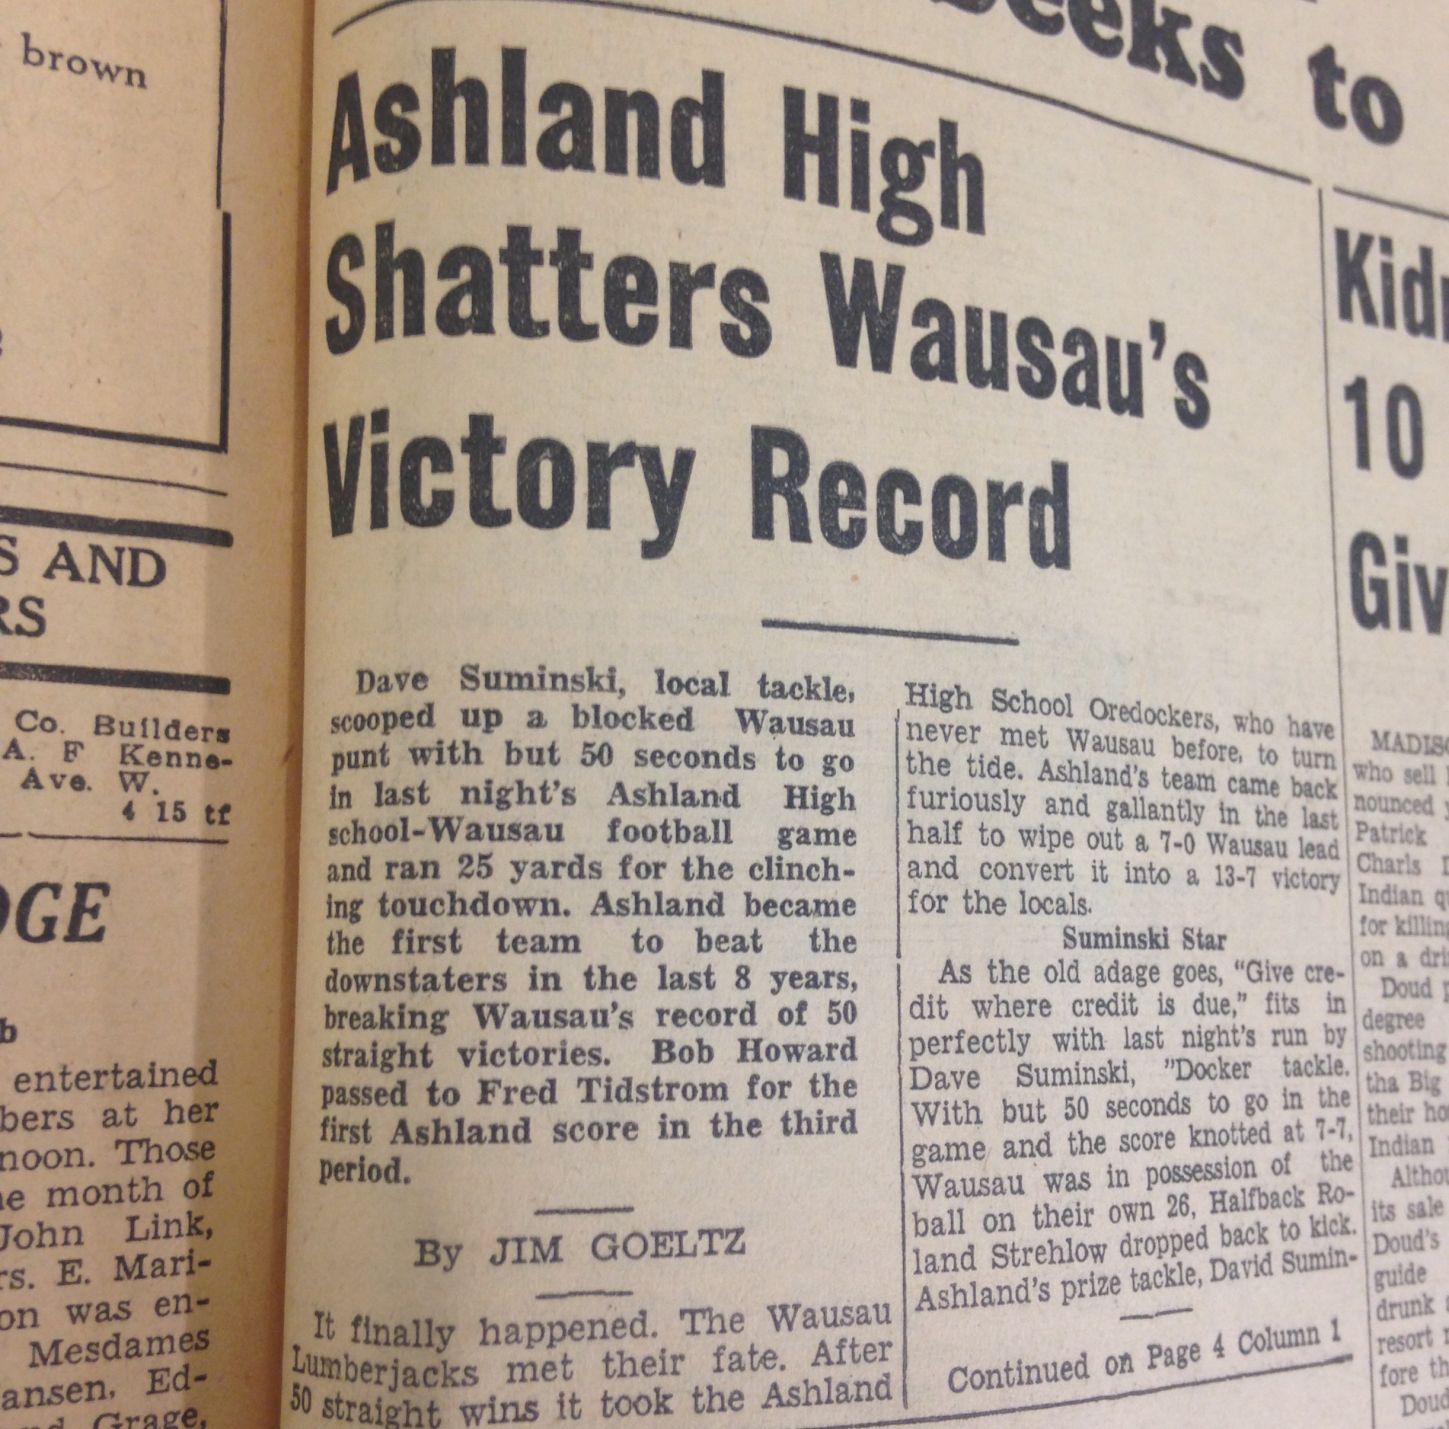 brown
S AND
RS
Co. Builders
A. F Kenne-
Ave. W.
4 15 tf
entertained
at her
noon. Those
month of
John Link,
E. Mari-
on was en-
Mesdames
Ed-
Grage,
to
Ashland High
Shatters Wausau's
Victory Record
Dave Suminski, local tackle,
scooped up a blocked Wausau
punt with but 50 seconds to go
in last night's Ashland High
school-Wausau football game
and ran 25 yards for the clinch-
ing touchdown. Ashland became
the first team to beat the
downstaters in the last 8 years,
breaking Wausau's record of 50
straight victories. Bob Howard
passed to Fred Tidstrom for the
first Ashland score in the third
period.
By JIM GOELTZ
It finally happened. The Wausau
Lumberjacks met their fate. After
50 straight wins it took the Ashland
High School Oredockers, who have
never met Wausau before, to turn
the tide. Ashland's team came back
furiously and gallantly in the last
half to wipe out a 7-0 Wausau lead
and convert it into a 13-7 victory
for the locals.
Suminski Star
As the old adage goes, "Give cre-
dit where credit is due," fits in
perfectly with last night's run by
Dave Suminski, "Docker tackle.
With but 50 seconds to go in the
game and the score knotted at 7-7,
Wausau was in possession of the
ball on their own 26, Halfback Ro-
land Strehlow dropped back to kick.
Ashland's prize tackle, David Sumin-
Continued on Page 4 Column 1
10
who sell
Patrick
Charls
Indian
for killing
on a
Doud
degree
shooting
tha Big
their
Indian
its sale
Doud's
guide
drunk
resort
fore
Doud